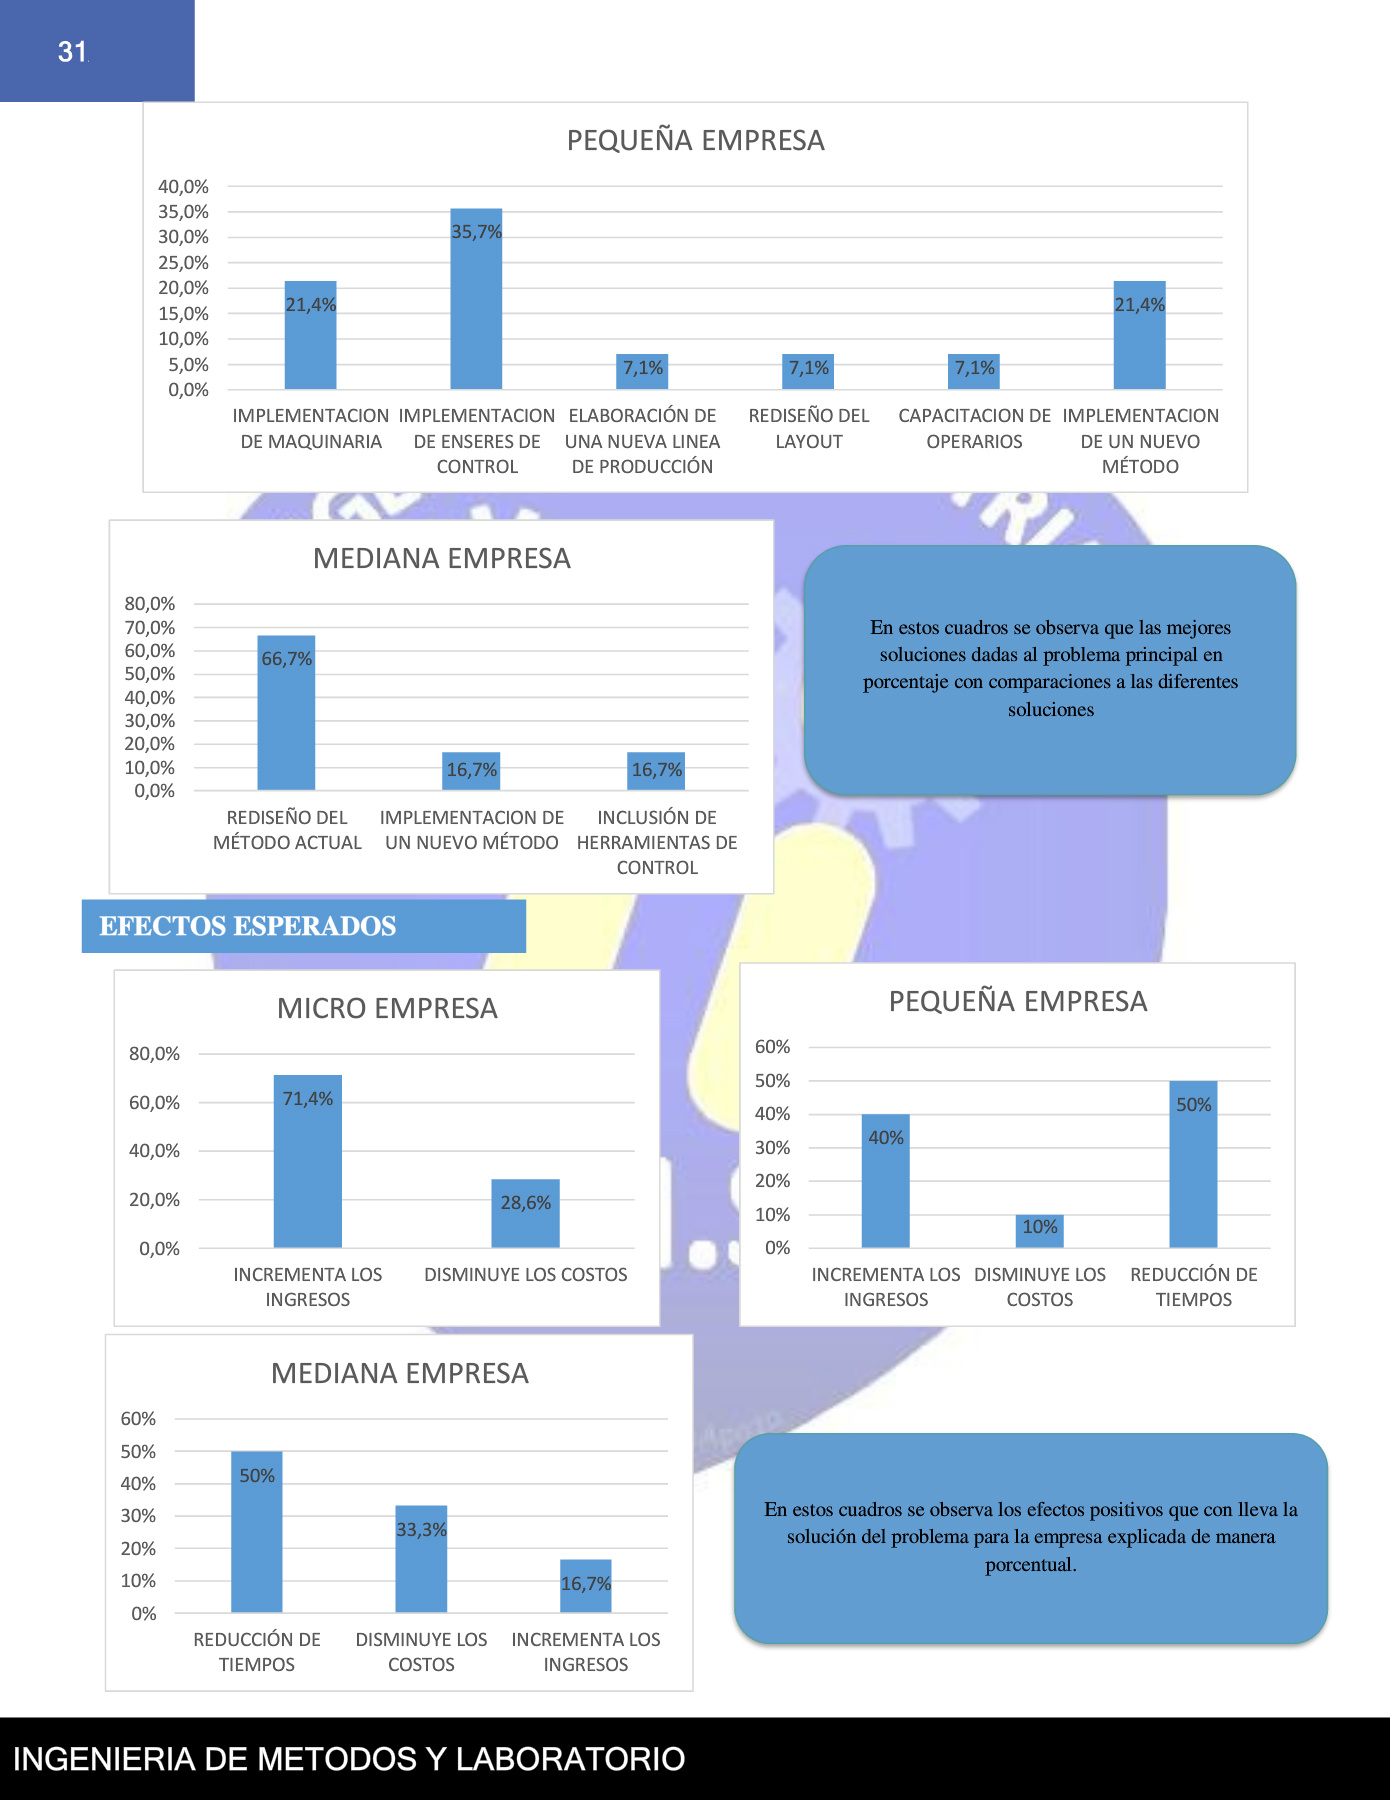 31
PEQUEÑA EMPRESA
40,0%
35,0%
30,0%
25,0%
20,0%
15,0%
10,0%
5,0%
0,0%
21,4%
35,7%
7,1%
7,1%
7,1%
21,4%
IMPLEMENTACION DE MAQUINARIA
IMPLEMENTACION DE ENSERES DE CONTROL
ELABORACIÓN DE UNA NUEVA LINEA DE PRODUCCIÓN
REDISEÑO DEL LAYOUT
CAPACITACION DE OPERARIOS
IMPLEMENTACION DE UN NUEVO MÉTODO
MEDIANA EMPRESA
80,0%
70,0%
60,0%
50,0%
40,0%
30,0%
20,0%
10,0%
0,0%
66,7%
16,7%
16,7%
REDISEÑO DEL MÉTODO ACTUAL
IMPLEMENTACION DE UN NUEVO MÉTODO
INCLUSIÓN DE HERRAMIENTAS DE CONTROL
En estos cuadros se observa que las mejores
soluciones dadas al problema principal en
porcentaje con comparaciones a las diferentes
soluciones
EFECTOS ESPERADOS
MICRO EMPRESA
80,0%
60,0%
40,0%
20,0%
0,0%
71,4%
28,6%
INCREMENTA LOS INGRESOS
DISMINUYE LOS COSTOS
PEQUEÑA EMPRESA
60%
50%
40%
30%
20%
10%
0%
40%
10%
50%
INCREMENTA LOS INGRESOS
DISMINUYE LOS COSTOS
REDUCCIÓN DE TIEMPOS
MEDIANA EMPRESA
60%
50%
40%
30%
20%
10%
0%
50%
33,3%
16,7%
REDUCCIÓN DE TIEMPOS
DISMINUYE LOS COSTOS
INCREMENTA LOS INGRESOS
En estos cuadros se observa los efectos positivos que con lleva la
solución del problema para la empresa explicada de manera
porcentual.
INGENIERIA DE METODOS Y LABORATORIO